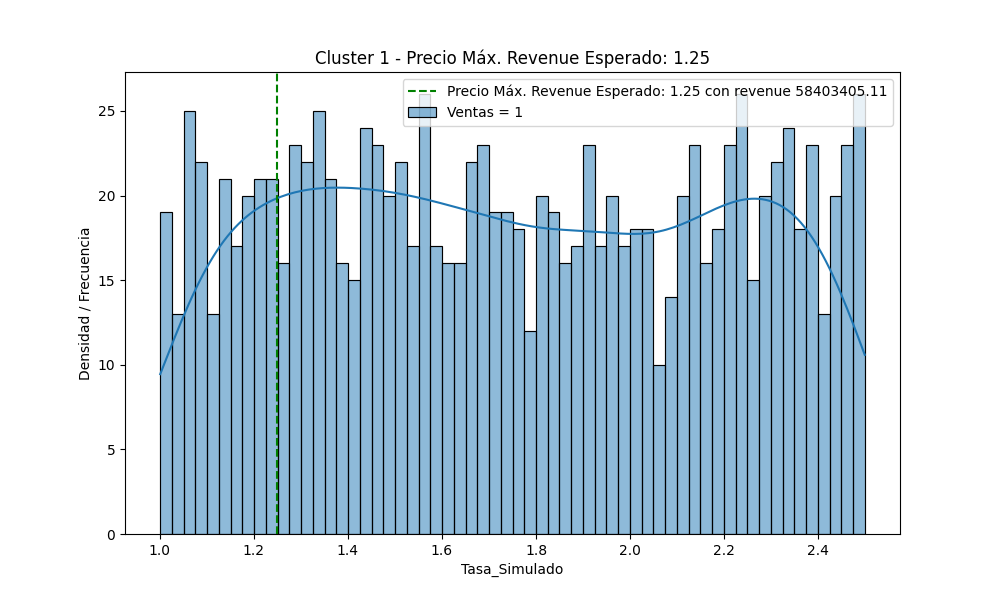 Cluster 1 - Precio Máx. Revenue Esperado: 1.25
Precio Máx. Revenue Esperado: 1.25 con revenue 58403405.11
Ventas = 1
Densidad / Frecuencia
25
20
15
10
5
0
1.0 1.2 1.4 1.6 1.8 2.0 2.2 2.4
Tasa_Simulado